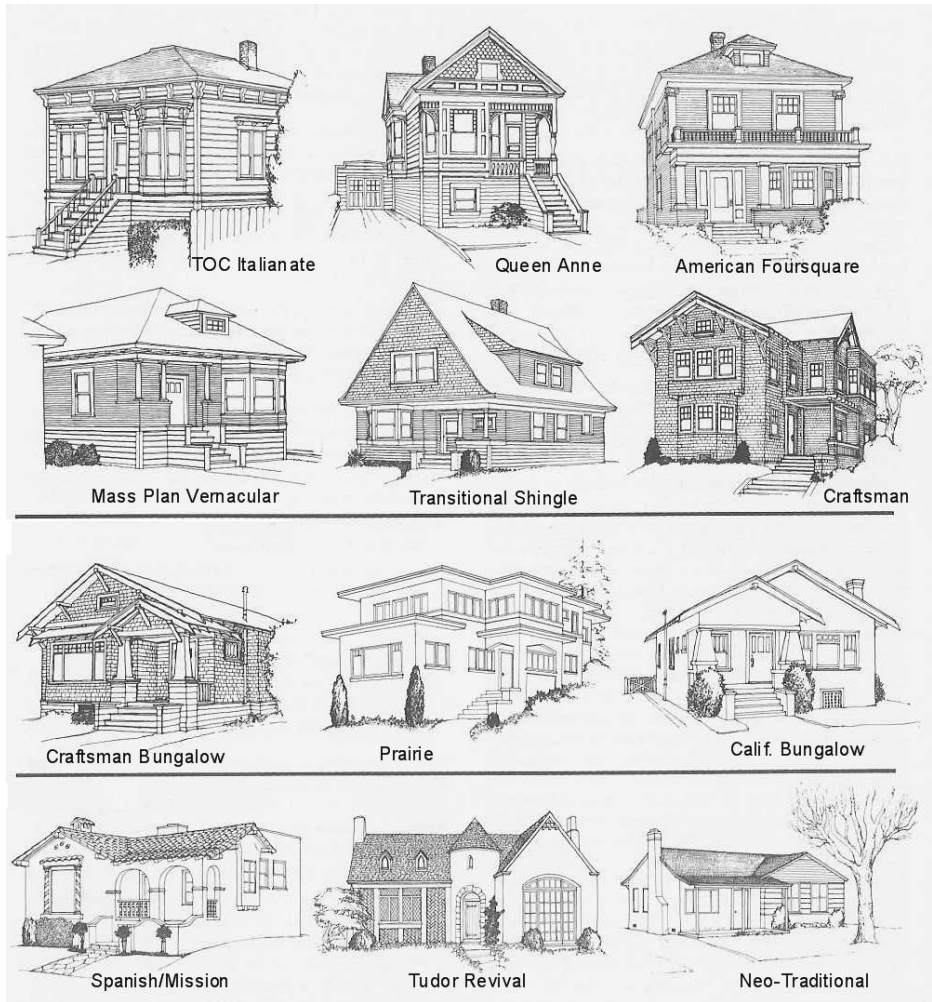 TOC Italianate
Queen Anne
American Foursquare
Mass Plan Vernacular
Transitional Shingle
Craftsman
Craftsman Bungalow
Prairie
Calif. Bungalow
Spanish/Mission
Tudor Revival
Neo-Traditional